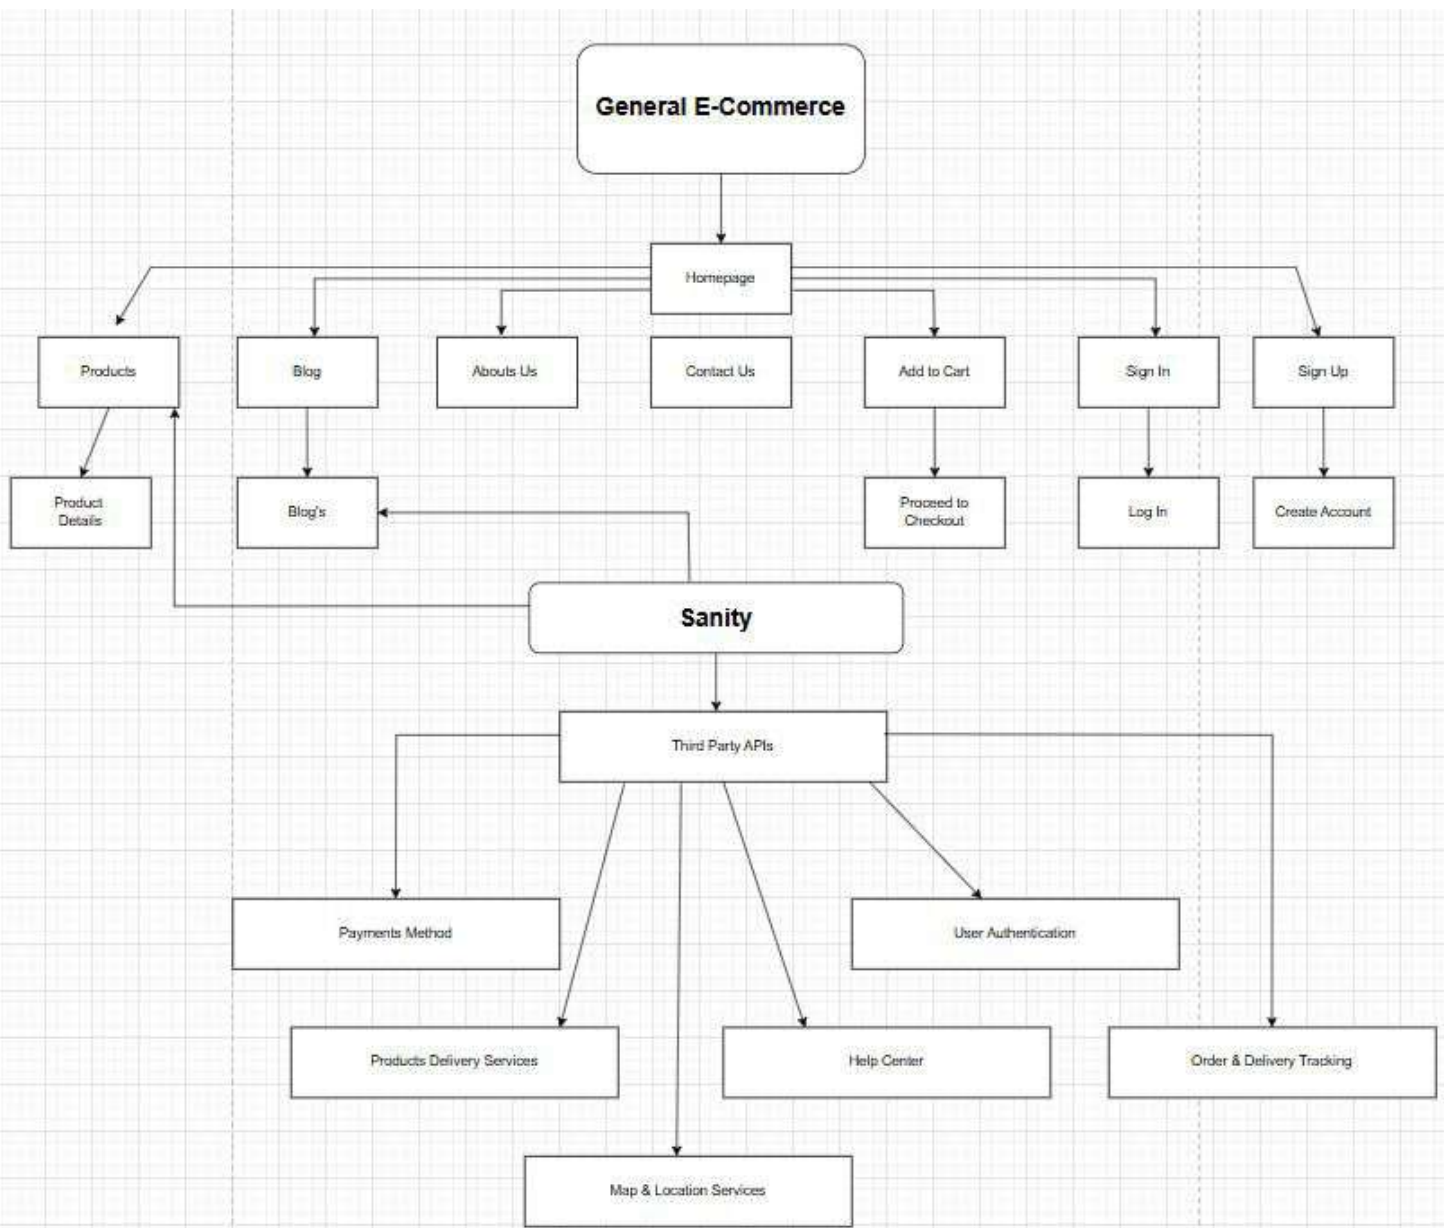 General E-Commerce
Homepage
Products
Blog
Abouts Us
Contact Us
Add to Cart
Sign In
Sign Up
Product
Details
Blog's
Proceed to
Checkout
Log In
Create Account
Sanity
Third Party APIs
Payments Method
User Authentication
Products Delivery Services
Help Center
Order & Delivery Tracking
Map & Location Services